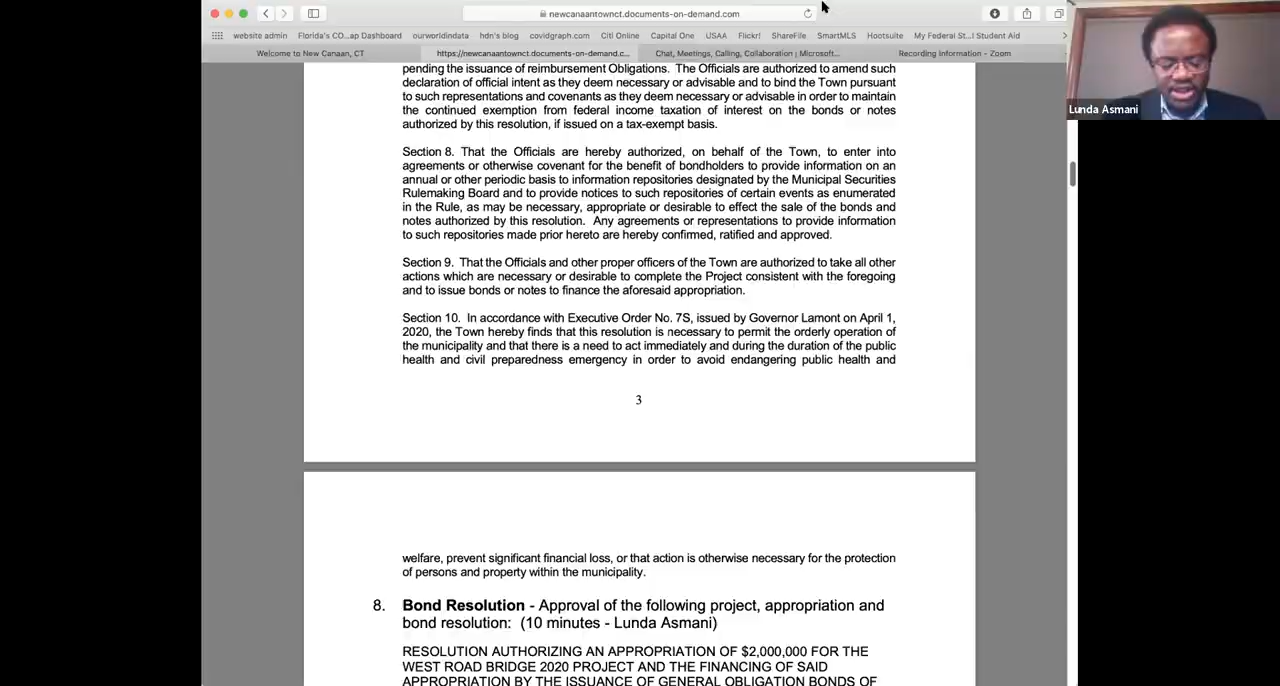 newcanaantownct.documents-on-demand.com
website admin Florida's CO...ap Dashboard ourworldindata hdn's blog covidgraph.com Citi Online Capital One USAA Flickr! ShareFile SmartMLS Hootsuite My Federal St...l Student Aid
Welcome to New Canaan, CT https://newcanaantownct.documents-on-demand.c... Chat, Meetings, Calling, Collaboration | Microsoft... Recording Information - Zoom
Lunda Asmani
pending the issuance of reimbursement Obligations. The Officials are authorized to amend such
declaration of official intent as they deem necessary or advisable and to bind the Town pursuant
to such representations and covenants as they deem necessary or advisable in order to maintain
the continued exemption from federal income taxation of interest on the bonds or notes
authorized by this resolution, if issued on a tax-exempt basis.
Section 8. That the Officials are hereby authorized, on behalf of the Town, to enter into
agreements or otherwise covenant for the benefit of bondholders to provide information on an
annual or other periodic basis to information repositories designated by the Municipal Securities
Rulemaking Board and to provide notices to such repositories of certain events as enumerated
in the Rule, as may be necessary, appropriate or desirable to effect the sale of the bonds and
notes authorized by this resolution. Any agreements or representations to provide information
to such repositories made prior hereto are hereby confirmed, ratified and approved.
Section 9. That the Officials and other proper officers of the Town are authorized to take all other
actions which are necessary or desirable to complete the Project consistent with the foregoing
and to issue bonds or notes to finance the aforesaid appropriation.
Section 10. In accordance with Executive Order No. 7S, issued by Governor Lamont on April 1,
2020, the Town hereby finds that this resolution is necessary to permit the orderly operation of
the municipality and that there is a need to act immediately and during the duration of the public
health and civil preparedness emergency in order to avoid endangering public health and
3
welfare, prevent significant financial loss, or that action is otherwise necessary for the protection
of persons and property within the municipality.
8. Bond Resolution - Approval of the following project, appropriation and
bond resolution: (10 minutes - Lunda Asmani)
RESOLUTION AUTHORIZING AN APPROPRIATION OF $2,000,000 FOR THE
WEST ROAD BRIDGE 2020 PROJECT AND THE FINANCING OF SAID
APPROPRIATION BY THE ISSUANCE OF GENERAL OBLIGATION BONDS OF